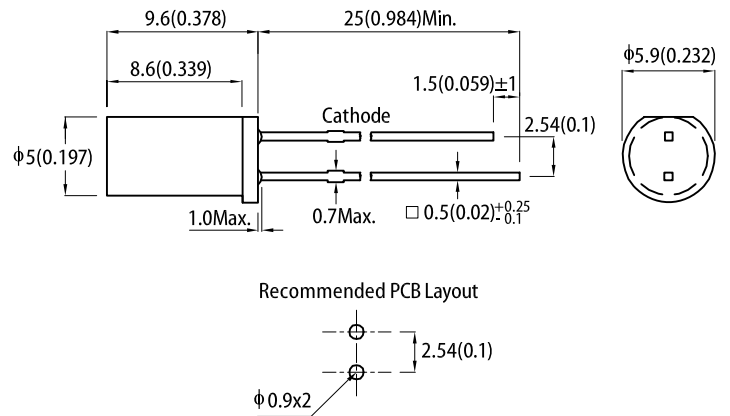 9.6(0.378)
25(0.984)Min.
8.6(0.339)
1.5(0.059)±1
ϕ5.9(0.232)
Cathode
2.54(0.1)
ϕ5(0.197)
1.0Max.
0.7Max.
□ 0.5(0.02)+0.25
-0.1
Recommended PCB Layout
2.54(0.1)
ϕ0.9x2